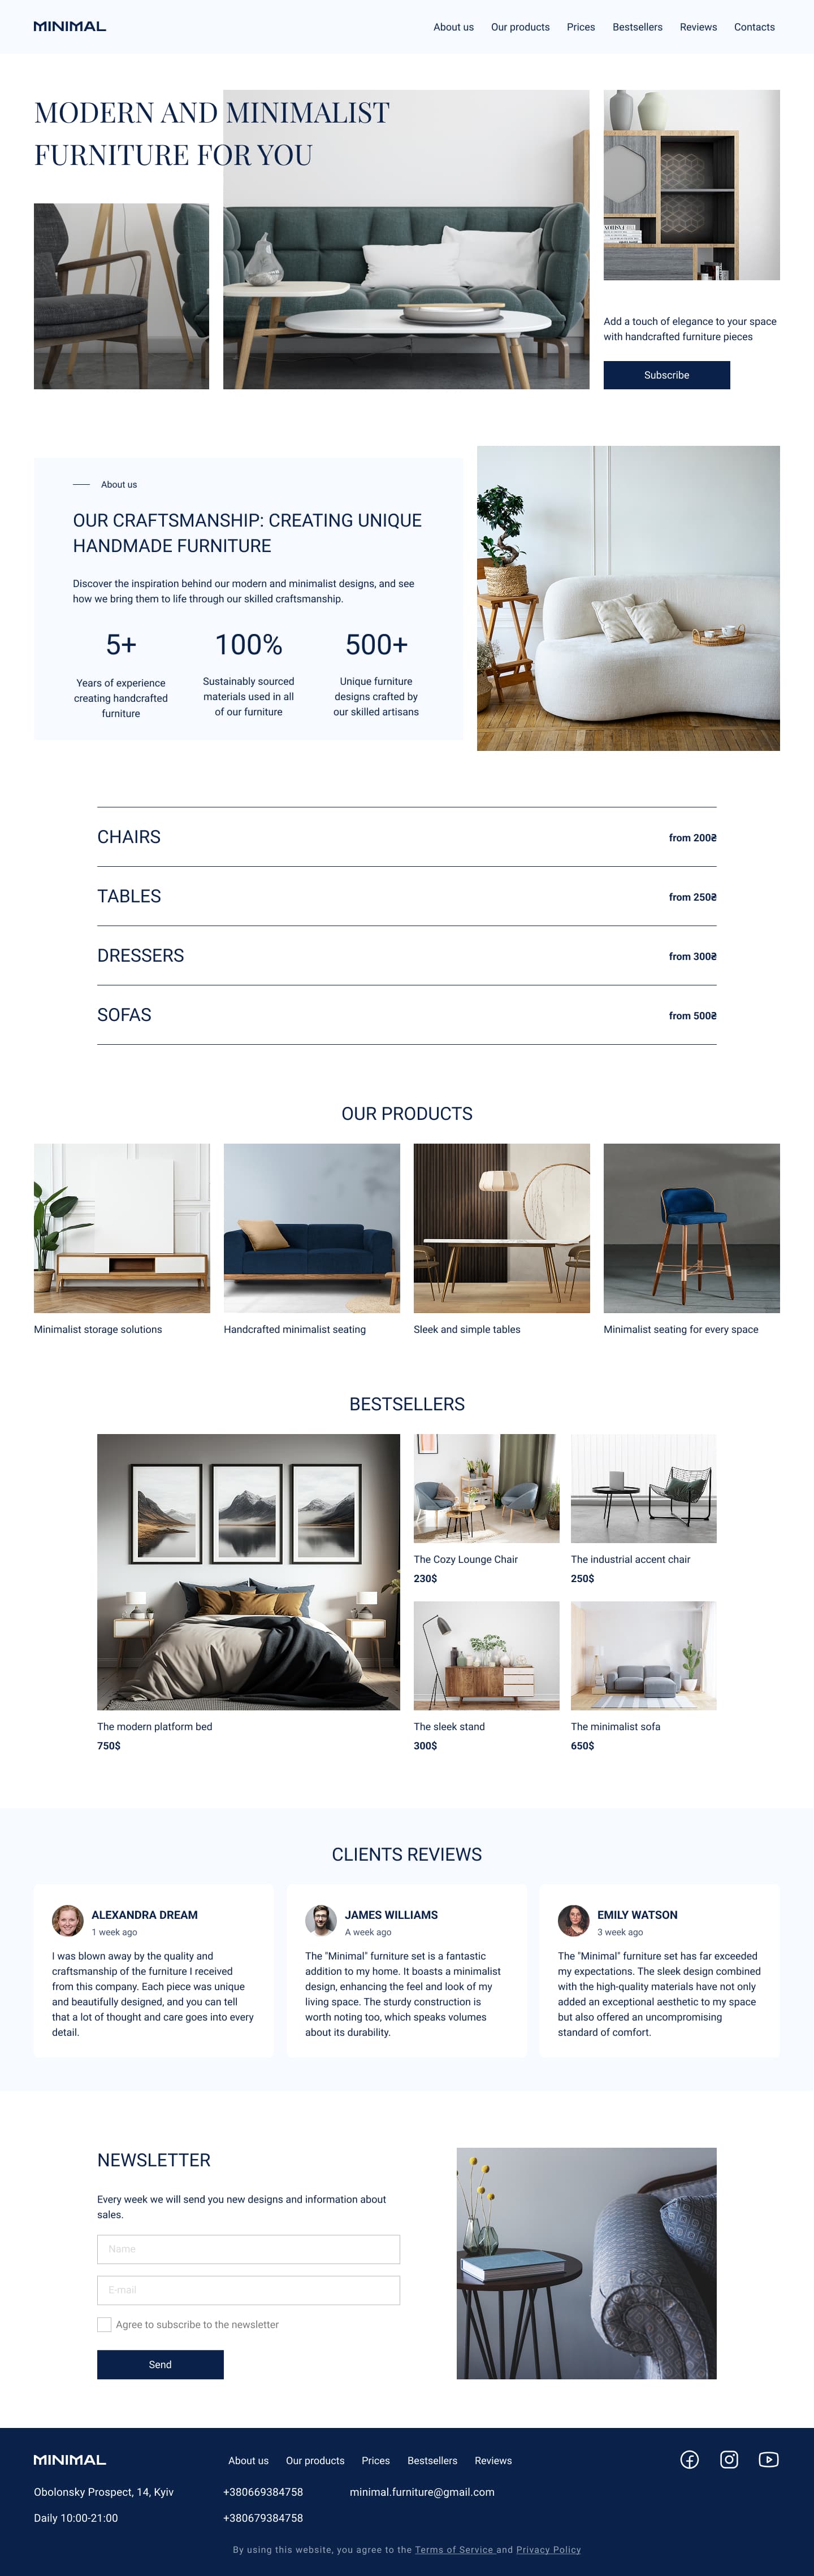 MINIMAL
About us Our products Prices Bestsellers Reviews Contacts
MODERN AND MINIMALIST
FURNITURE FOR YOU
Add a touch of elegance to your space
with handcrafted furniture pieces
Subscribe
About us
OUR CRAFTSMANSHIP: CREATING UNIQUE
HANDMADE FURNITURE
Discover the inspiration behind our modern and minimalist designs, and see
how we bring them to life through our skilled craftsmanship.
5+
Years of experience
creating handcrafted
furniture
100%
Sustainably sourced
materials used in all
of our furniture
500+
Unique furniture
designs crafted by
our skilled artisans
CHAIRS from 200₴
TABLES from 250₴
DRESSERS from 300₴
SOFAS from 500₴
OUR PRODUCTS
Minimalist storage solutions
Handcrafted minimalist seating
Sleek and simple tables
Minimalist seating for every space
BESTSELLERS
The modern platform bed
750$
The Cozy Lounge Chair
230$
The industrial accent chair
250$
The sleek stand
300$
The minimalist sofa
650$
CLIENTS REVIEWS
ALEXANDRA DREAM
1 week ago
I was blown away by the quality and
craftsmanship of the furniture I received
from this company. Each piece was unique
and beautifully designed, and you can tell
that a lot of thought and care goes into every
detail.
JAMES WILLIAMS
A week ago
The "Minimal" furniture set is a fantastic
addition to my home. It boasts a minimalist
design, enhancing the feel and look of my
living space. The sturdy construction is
worth noting too, which speaks volumes
about its durability.
EMILY WATSON
3 week ago
The "Minimal" furniture set has far exceeded
my expectations. The sleek design combined
with the high-quality materials have not only
added an exceptional aesthetic to my space
but also offered an uncompromising
standard of comfort.
NEWSLETTER
Every week we will send you new designs and information about
sales.
Name
E-mail
Agree to subscribe to the newsletter
Send
MINIMAL
About us Our products Prices Bestsellers Reviews
Obolonsky Prospect, 14, Kyiv
+380669384758
minimal.furniture@gmail.com
Daily 10:00-21:00
+380679384758
By using this website, you agree to the Terms of Service and Privacy Policy